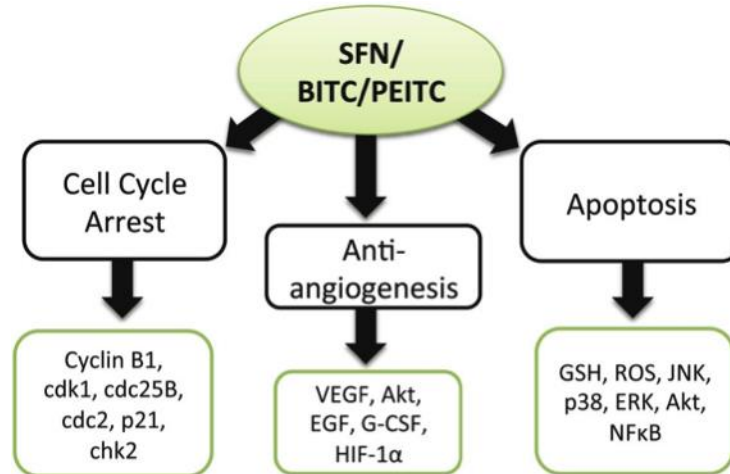 SFN/
BITC/PEITC
Cell Cycle
Arrest
Anti-
angiogenesis
Apoptosis
Cyclin B1,
cdk1, cdc25B,
cdc2, p21,
chk2
VEGF, Akt,
EGF, G-CSF,
HIF-1α
GSH, ROS, JNK,
p38, ERK, Akt,
NFκB